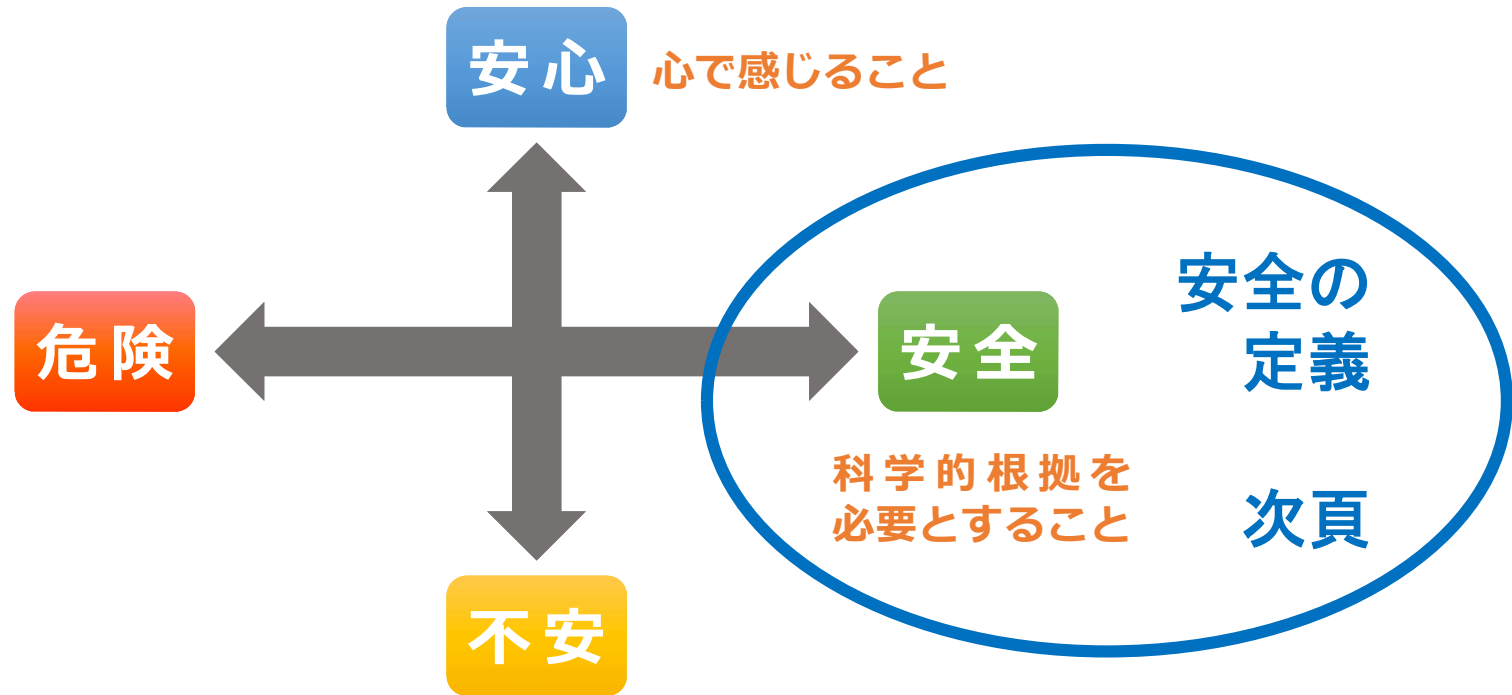 安心
心で感じること
危険
安全
安全の
定義
科学的根拠を
必要とすること
次頁
不安